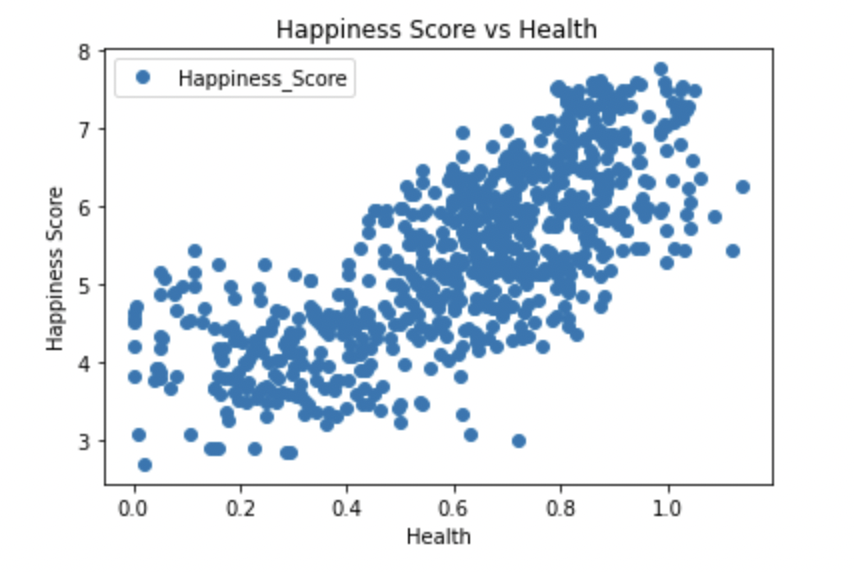 Happiness Score vs Health
Happiness_Score
Happiness Score
8
7
6
5
4
3
0.0 0.2 0.4 0.6 0.8 1.0
Health